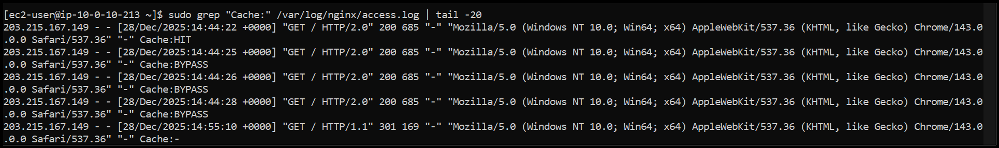 [ec2-user@ip-10-0-10-213 ~]$ sudo grep "Cache:" /var/log/nginx/access.log | tail -20
203.215.167.149 - - [28/Dec/2025:14:44:22 +0000] "GET / HTTP/2.0" 200 685 "-" "Mozilla/5.0 (Windows NT 10.0; Win64; x64) AppleWebKit/537.36 (KHTML, like Gecko) Chrome/143.0
.0.0 Safari/537.36" "-" Cache:HIT
203.215.167.149 - - [28/Dec/2025:14:44:25 +0000] "GET / HTTP/2.0" 200 685 "-" "Mozilla/5.0 (Windows NT 10.0; Win64; x64) AppleWebKit/537.36 (KHTML, like Gecko) Chrome/143.0
.0.0 Safari/537.36" "-" Cache:BYPASS
203.215.167.149 - - [28/Dec/2025:14:44:26 +0000] "GET / HTTP/2.0" 200 685 "-" "Mozilla/5.0 (Windows NT 10.0; Win64; x64) AppleWebKit/537.36 (KHTML, like Gecko) Chrome/143.0
.0.0 Safari/537.36" "-" Cache:BYPASS
203.215.167.149 - - [28/Dec/2025:14:44:28 +0000] "GET / HTTP/2.0" 200 685 "-" "Mozilla/5.0 (Windows NT 10.0; Win64; x64) AppleWebKit/537.36 (KHTML, like Gecko) Chrome/143.0
.0.0 Safari/537.36" "-" Cache:BYPASS
203.215.167.149 - - [28/Dec/2025:14:55:10 +0000] "GET / HTTP/1.1" 301 169 "-" "Mozilla/5.0 (Windows NT 10.0; Win64; x64) AppleWebKit/537.36 (KHTML, like Gecko) Chrome/143.0
.0.0 Safari/537.36" "-" Cache:-